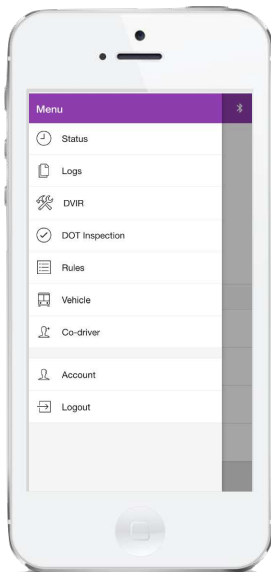 Menu
Status
Logs
DVIR
DOT Inspection
Rules
Vehicle
Co-driver
Account
Logout